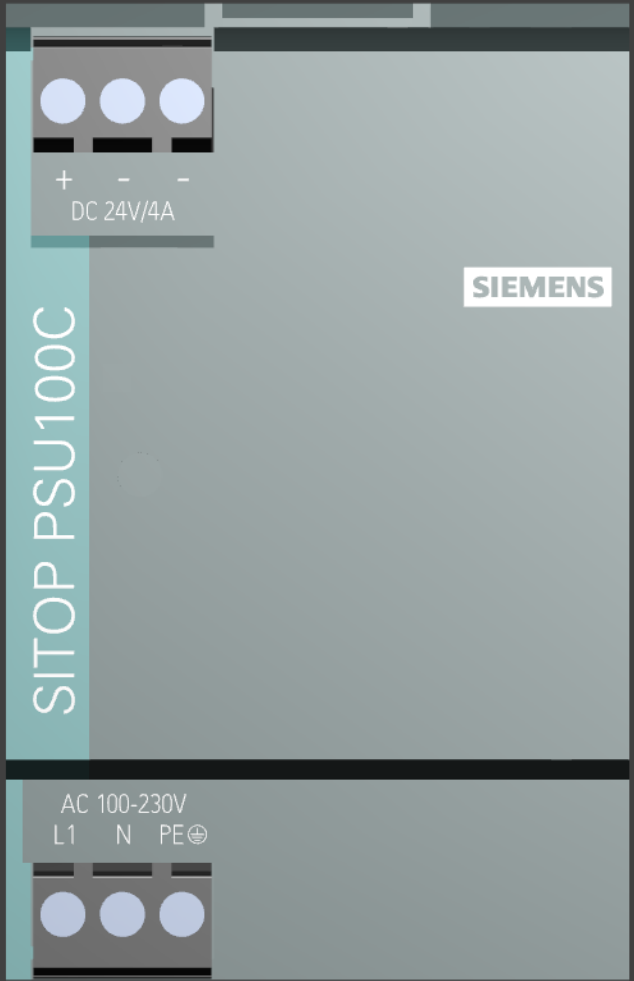 + - -
DC 24V/4A
SIEMENS
SITOP PSU100C
AC 100-230V
L1 N PE